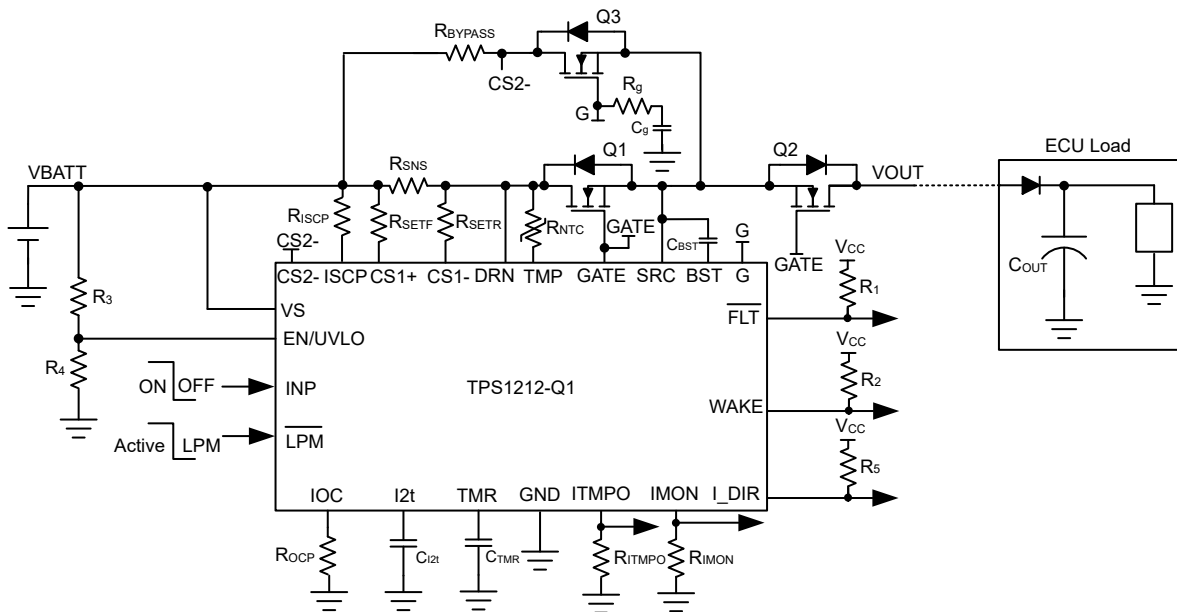 Q3
RBYPASS
CS2-
Rg
G
Cg
Q1
Q2
ECU Load
VBATT
RSNS
VOUT
RISCP
RSETF
RSETR
RNTC
GATE
CBST
G
CS2-
GATE
VCC
COUT
CS2- ISCP CS1+ CS1- DRN TMP GATE SRC BST G
R3
R1
VS
FLT
EN/UVLO
VCC
R4
ON OFF
INP
TPS1212-Q1
R2
WAKE
VCC
Active LPM
LPM
R5
IOC I2t TMR GND ITMPO IMON I_DIR
ROCP
CI2t
CTMR
RITMPO
RIMON